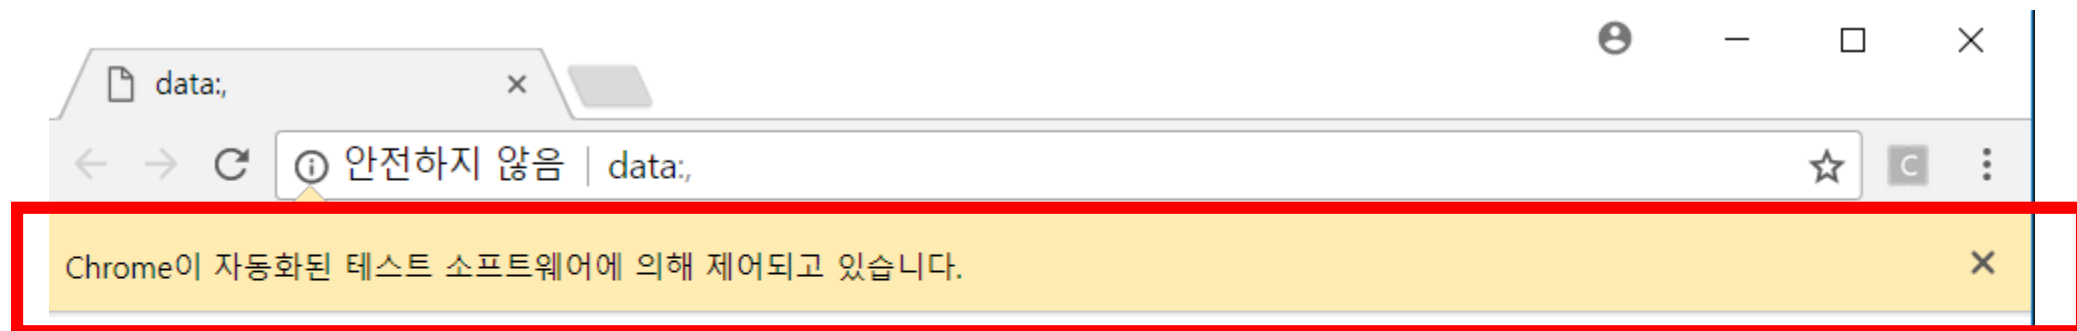 data:,
안전하지 않음 | data:,
C
Chrome이 자동화된 테스트 소프트웨어에 의해 제어되고 있습니다.